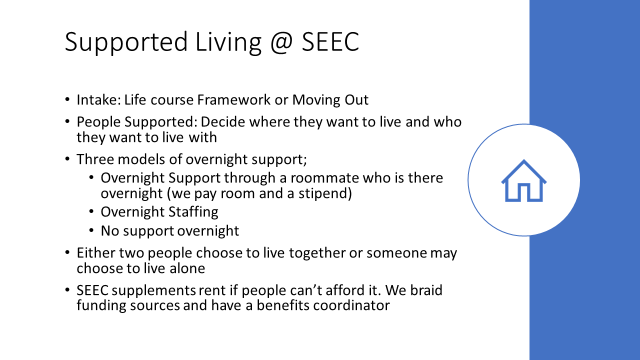 Supported Living @ SEEC
• Intake: Life course Framework or Moving Out
• People Supported: Decide where they want to live and who
they want to live with
• Three models of overnight support;
• Overnight Support through a roommate who is there
overnight (we pay room and a stipend)
• Overnight Staffing
• No support overnight
• Either two people choose to live together or someone may
choose to live alone
• SEEC supplements rent if people can't afford it. We braid
funding sources and have a benefits coordinator